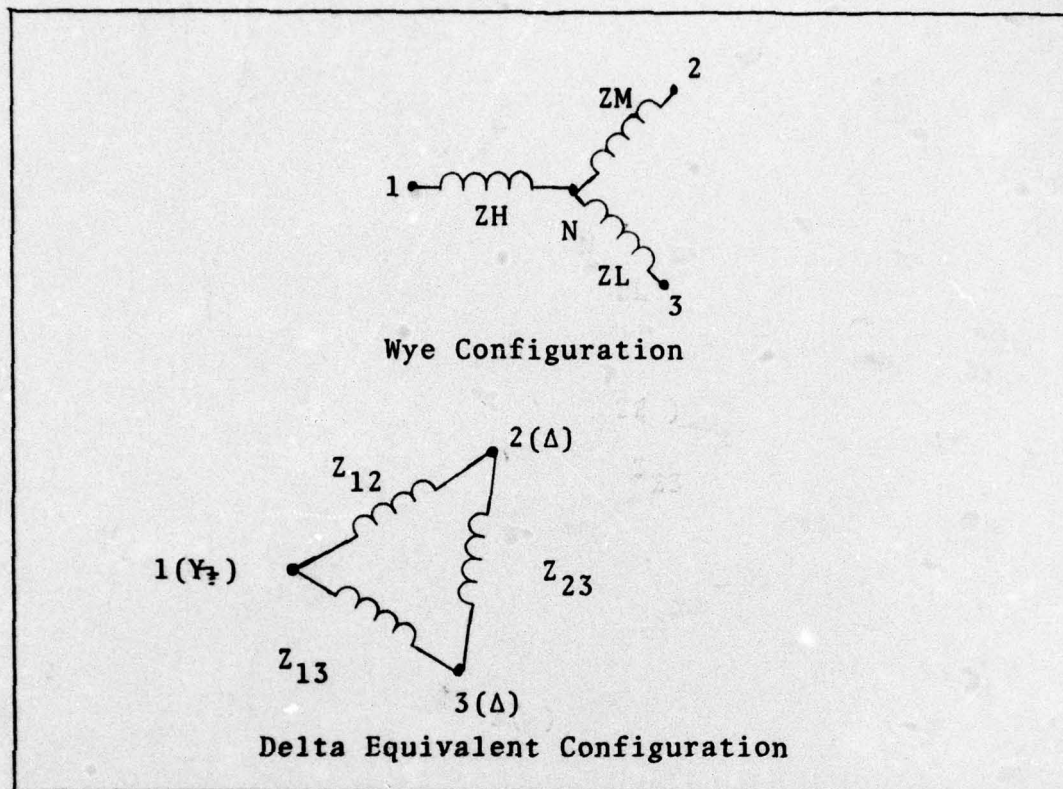 2
ZM
1
ZH
N
ZL
3
Wye Configuration
2(Δ)
Z12
1(Y⏚)
Z23
Z13
3(Δ)
Delta Equivalent Configuration